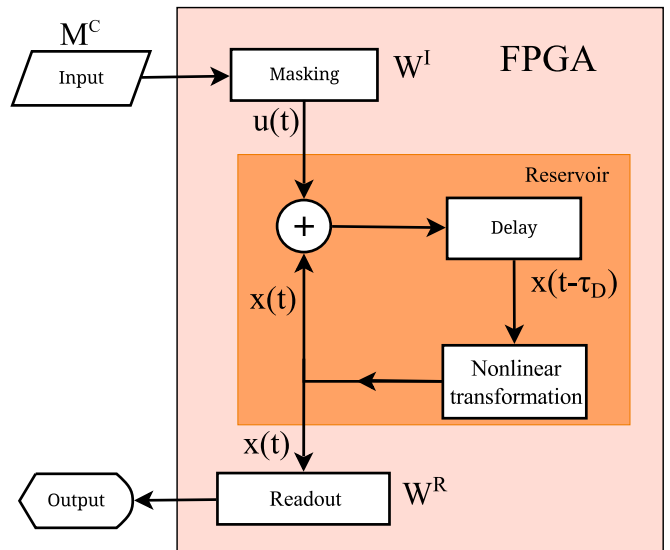 M^C
Input
Masking
W^I
FPGA
u(t)
Reservoir
+
Delay
x(t)
x(t-τ_D)
Nonlinear
transformation
x(t)
Output
Readout
W^R